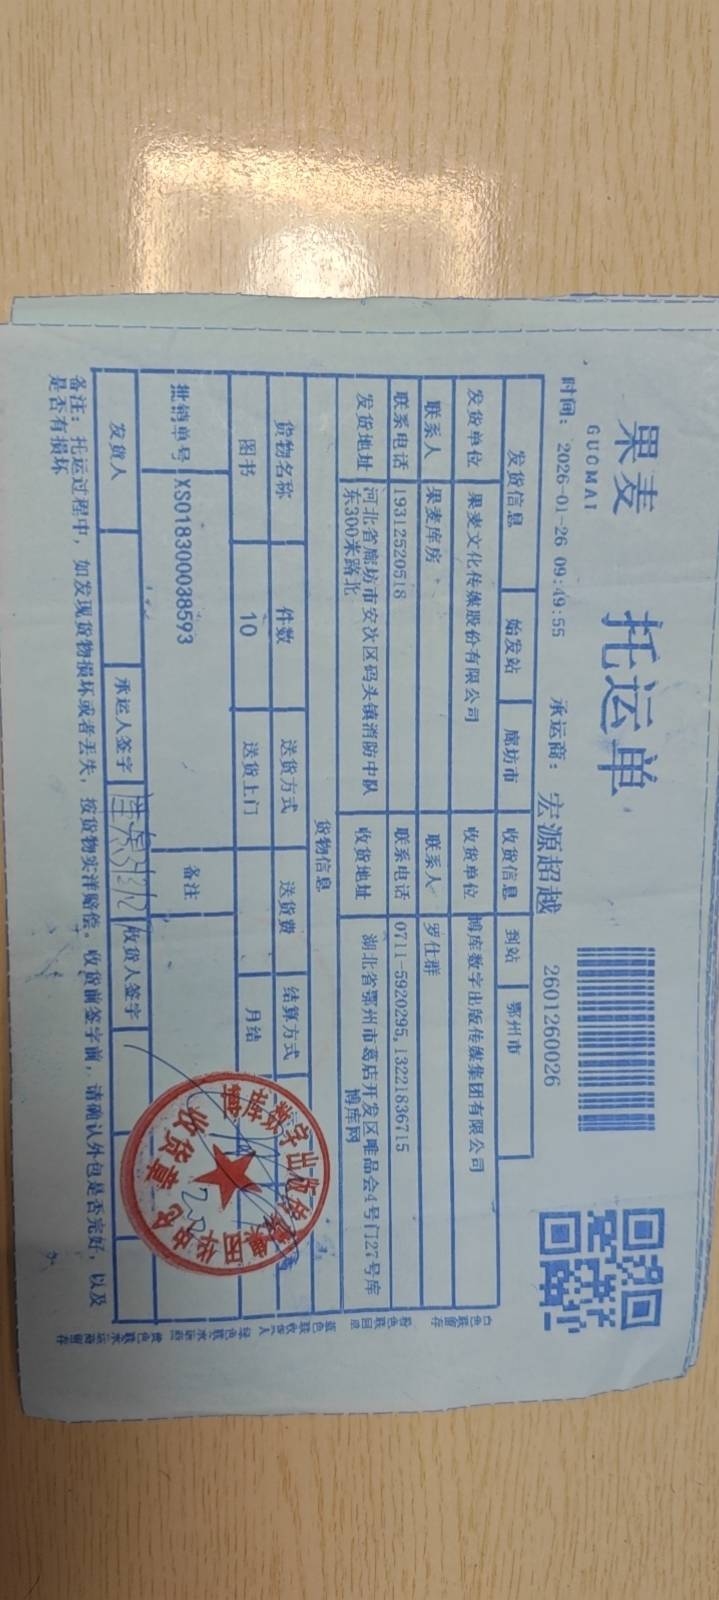 果麦
GUOMAI
托运单
时间：2026-01-26 09:49:55 承运商：宏源超越 2601260026
发货信息 始发站 廊坊市 收货信息 到站 鄂州市
发货单位 果麦文化传媒股份有限公司 收货单位 博库数字出版传媒集团有限公司
联系人 果麦库房 联系人 罗仕群
联系电话 19312520518 联系电话 0711-5920295,13221836715
发货地址 河北省廊坊市安次区码头镇消防中队东300米路北 收货地址 湖北省鄂州市葛店开发区唯品会4号门27号库博库网
货物信息
货物名称 件数 送货方式 送货费 结算方式
图书 10 送货上门 月结
批销单号 XS018300038593 备注
发货人 承运人签字 收货人签字
备注：托运过程中，如发现货物损坏或者丢失，按货物实洋赔偿。收货前签字前，请确认外包是否完好，以及
是否有损坏
收货章